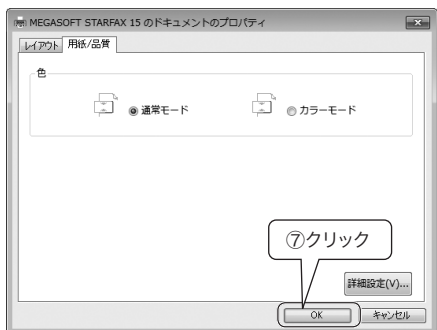 MEGASOFT STARFAX 15 のドキュメントのプロパティ
レイアウト 用紙/品質
色
通常モード カラーモード
⑦クリック
詳細設定(V)...
OK キャンセル